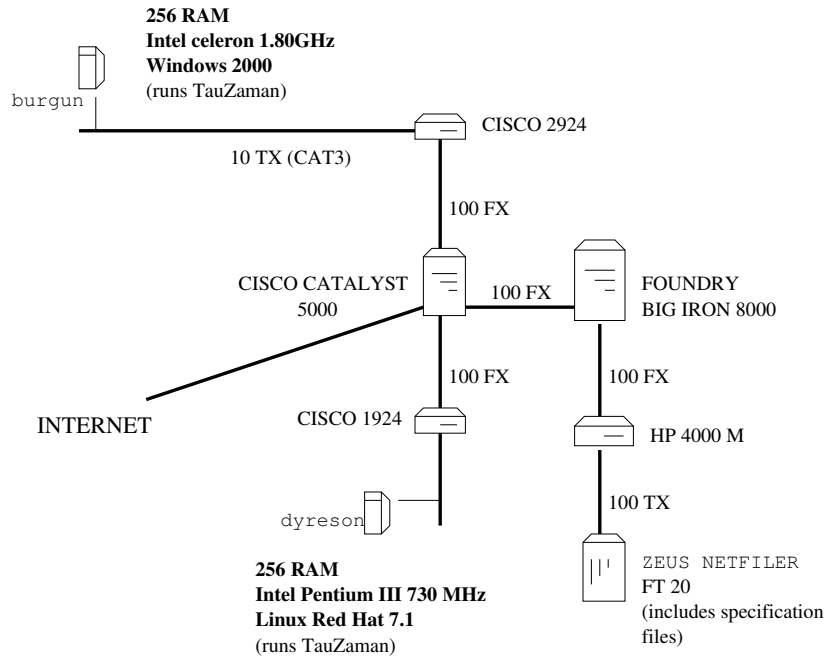 256 RAM
Intel celeron 1.80GHz
Windows 2000
(runs TauZaman)
burgun
CISCO 2924
10 TX (CAT3)
100 FX
CISCO CATALYST
5000
100 FX
FOUNDRY
BIG IRON 8000
100 FX
100 FX
INTERNET
CISCO 1924
HP 4000 M
100 TX
dyreson
256 RAM
Intel Pentium III 730 MHz
Linux Red Hat 7.1
(runs TauZaman)
ZEUS NETFILER
FT 20
(includes specification
files)